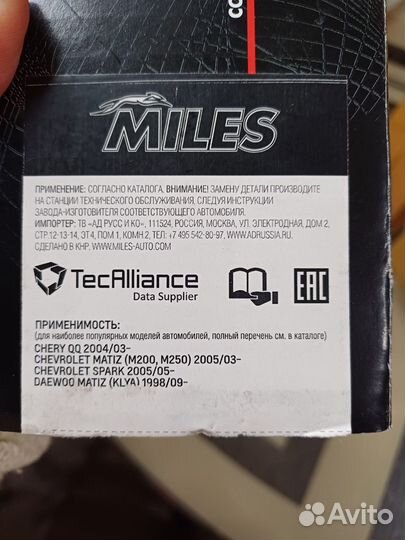 CO
MILES
ПРИМЕНЕНИЕ: СОГЛАСНО КАТАЛОГА. ВНИМАНИЕ! ЗАМЕНУ ДЕТАЛИ ПРОИЗВОДИТЕ
НА СТАНЦИИ ТЕХНИЧЕСКОГО ОБСЛУЖИВАНИЯ, СЛЕДУЯ ИНСТРУКЦИИ
ЗАВОДА-ИЗГОТОВИТЕЛЯ СООТВЕТСТВУЮЩЕГО АВТОМОБИЛЯ.
ИМПОРТЕР: ТВ «АД РУСС И КО», 111524, РОССИЯ, МОСКВА, УЛ. ЭЛЕКТРОДНАЯ, ДОМ 2,
СТР.12-13-14, ЭТ.4, ПОМ 1, КОМН.2, ТЕЛ: +7 495 542-80-97, WWW.ADRUSSIA.RU.
СДЕЛАНО В КНР. WWW.MILES-AUTO.COM
TecAlliance
Data Supplier
EAC
ПРИМЕНИМОСТЬ:
(для наиболее популярных моделей автомобилей, полный перечень см. в каталоге)
CHERY QQ 2004/03-
CHEVROLET MATIZ (M200, M250) 2005/03-
CHEVROLET SPARK 2005/05-
DAEWOO MATIZ (KLYA) 1998/09-
Avito